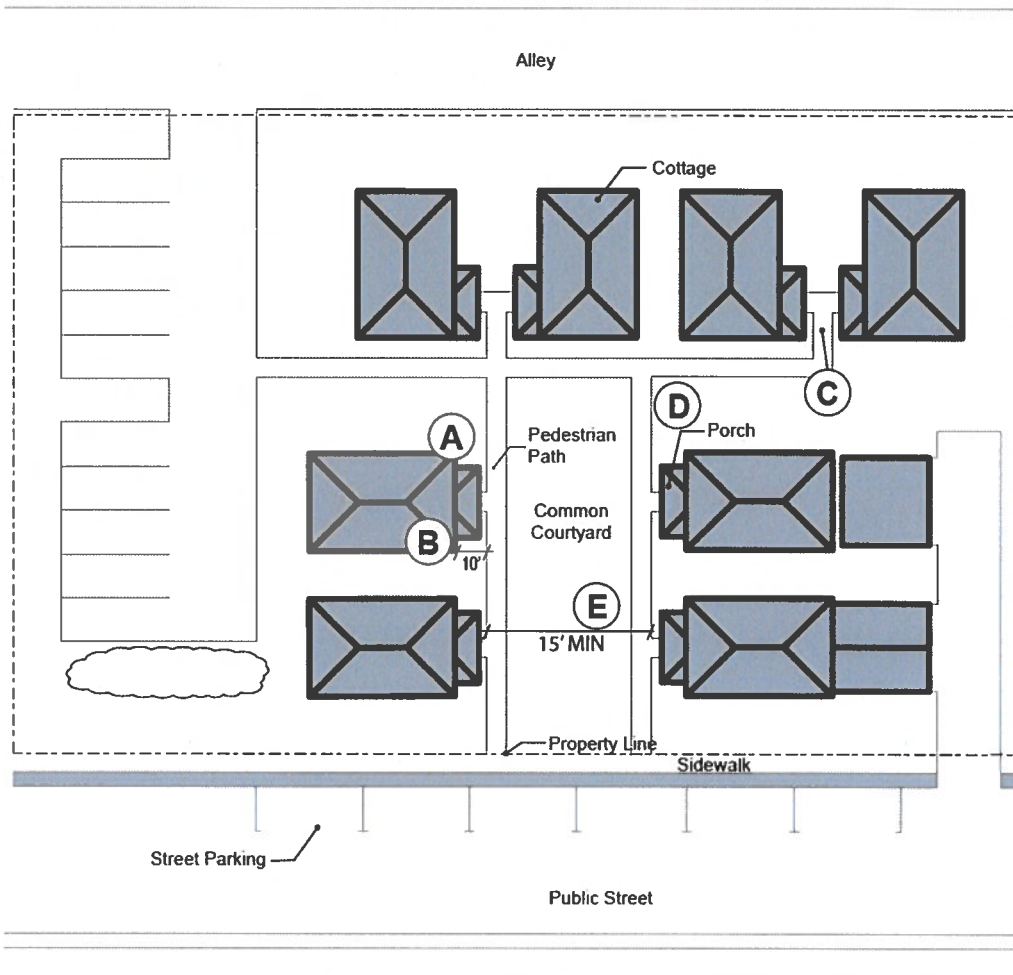 Alley
Cottage
C
D
Porch
A
Pedestrian
Path
Common
Courtyard
B
10'
E
15' MIN
Property Line
Sidewalk
Street Parking
Public Street